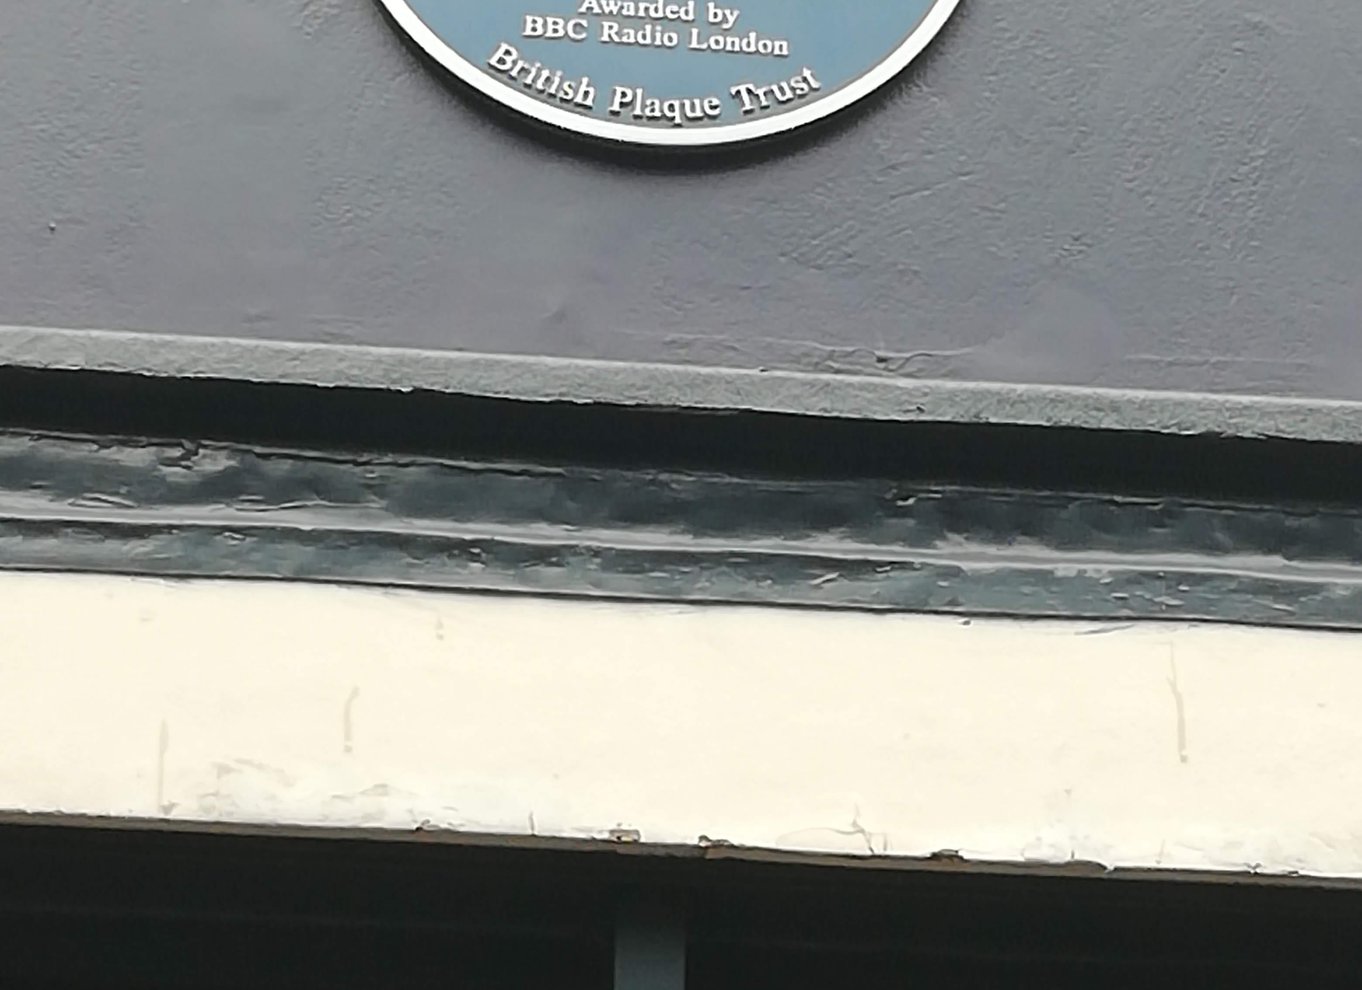 Awarded by
BBC Radio London
British Plaque Trust